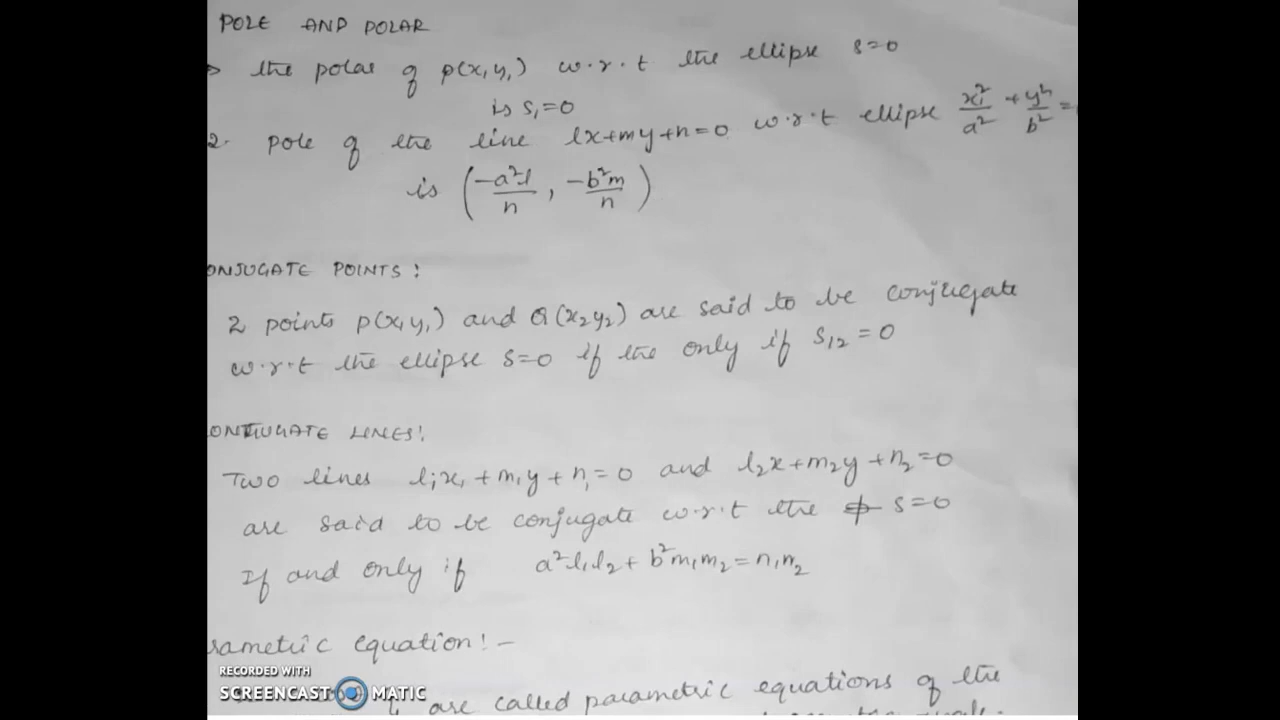 POLE AND POLAR
the polar of P(x₁y₁) w.r.t the ellipse s=0
is s₁=0
2. pole of the line lx+my+n=0 w.r.t ellipse x²/a² + y²/b² =
is (-a²l/n, -b²m/n)
ONJUGATE POINTS:
2 points P(x₁y₁) and Q(x₂y₂) are said to be conjugate
w.r.t the ellipse s=0 if the only if s₁₂=0
ONJUGATE LINES:
Two lines l₁x₁+m₁y+n₁=0 and l₂x+m₂y+n₂=0
are said to be conjugate w.r.t the s=0
If and only if a²l₁l₂+b²m₁m₂=n₁n₂
rametric equation:-
RECORDED WITH
SCREENCAST MATIC
are called parametric equations of the